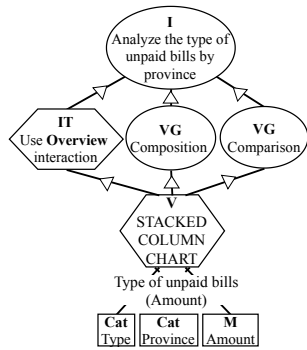 I
Analyze the type of
unpaid bills by
province
IT
Use Overview
interaction
VG
Composition
VG
Comparison
V
STACKED
COLUMN
CHART
Type of unpaid bills
(Amount)
Cat
Type
Cat
Province
M
Amount